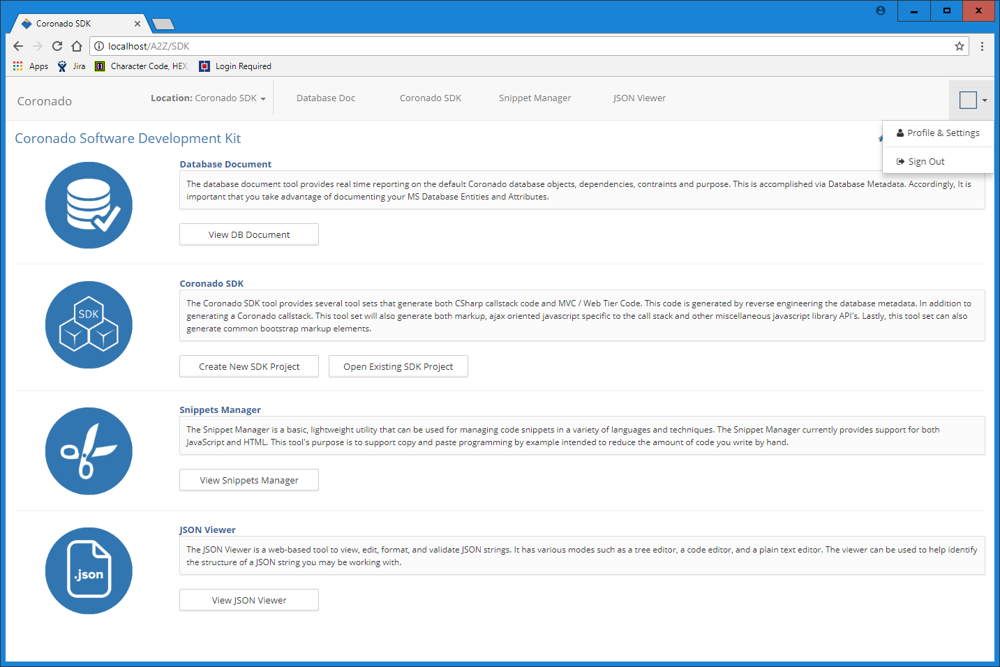 Coronado SDK
localhost/A2Z/SDK
Apps Jira Character Code, HEX, Login Required
Coronado Location: Coronado SDK Database Doc Coronado SDK Snippet Manager JSON Viewer
Profile & Settings
Sign Out
Coronado Software Development Kit
Database Document
The database document tool provides real time reporting on the default Coronado database objects, dependencies, contraints and purpose. This is accomplished via Database Metadata. Accordingly, It is
important that you take advantage of documenting your MS Database Entities and Attributes.
View DB Document
SDK
Coronado SDK
The Coronado SDK tool provides several tool sets that generate both CSharp callstack code and MVC / Web Tier Code. This code is generated by reverse engineering the database metadata. In addition to
generating a Coronado callstack. This tool set will also generate both markup, ajax oriented javascript specific to the call stack and other miscellaneous javascript library API's. Lastly, this tool set can also
generate common bootstrap markup elements.
Create New SDK Project Open Existing SDK Project
Snippets Manager
The Snippet Manager is a basic, lightweight utility that can be used for managing code snippets in a variety of languages and techniques. The Snippet Manager currently provides support for both
JavaScript and HTML. This tool's purpose is to support copy and paste programming by example intended to reduce the amount of code you write by hand.
View Snippets Manager
.json
JSON Viewer
The JSON Viewer is a web-based tool to view, edit, format, and validate JSON strings. It has various modes such as a tree editor, a code editor, and a plain text editor. The viewer can be used to help identify
the structure of a JSON string you may be working with.
View JSON Viewer